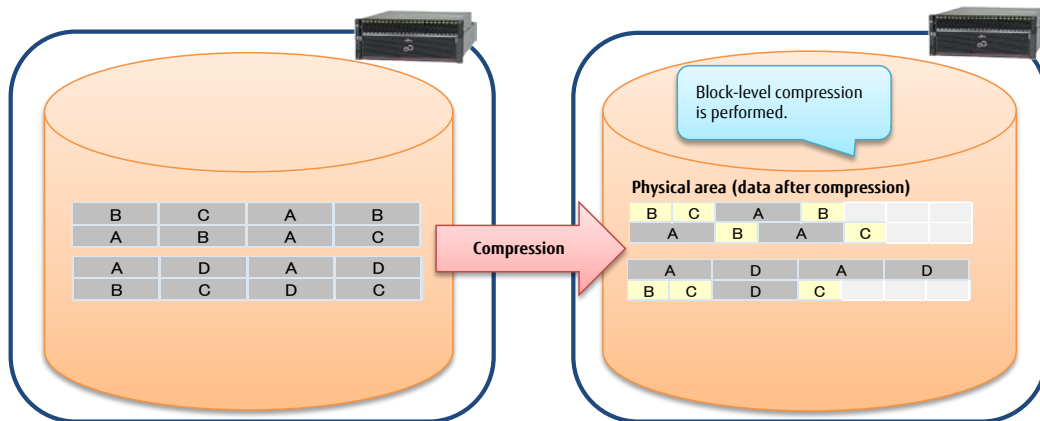 Block-level compression
is performed.
Physical area (data after compression)
B C A B
A B A C
A D A D
B C D C
Compression
B C A B
A B A C
A D A D
B C D C